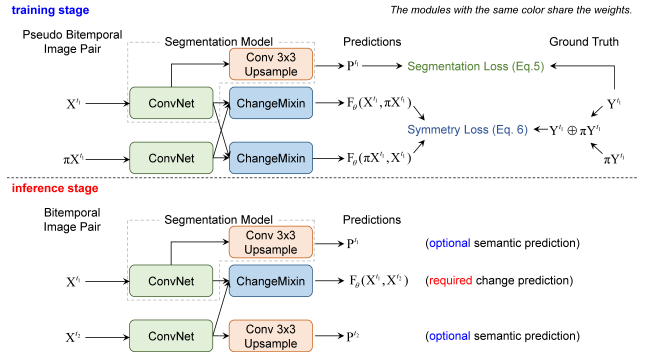 training stage
The modules with the same color share the weights.
Pseudo Bitemporal
Image Pair
Segmentation Model
Predictions
Ground Truth
Conv 3x3
Upsample
P^{t_1}
Segmentation Loss (Eq.5)
X^{t_1}
ConvNet
ChangeMixin
F_θ(X^{t_1}, πX^{t_1})
Y^{t_1}
Symmetry Loss (Eq. 6)
Y^{t_1} ⊕ πY^{t_1}
πX^{t_1}
ConvNet
ChangeMixin
F_θ(πX^{t_1}, X^{t_1})
πY^{t_1}
inference stage
Bitemporal
Image Pair
Segmentation Model
Predictions
Conv 3x3
Upsample
P^{t_1}
(optional semantic prediction)
X^{t_1}
ConvNet
ChangeMixin
F_θ(X^{t_1}, X^{t_2})
(required change prediction)
X^{t_2}
ConvNet
Conv 3x3
Upsample
P^{t_2}
(optional semantic prediction)